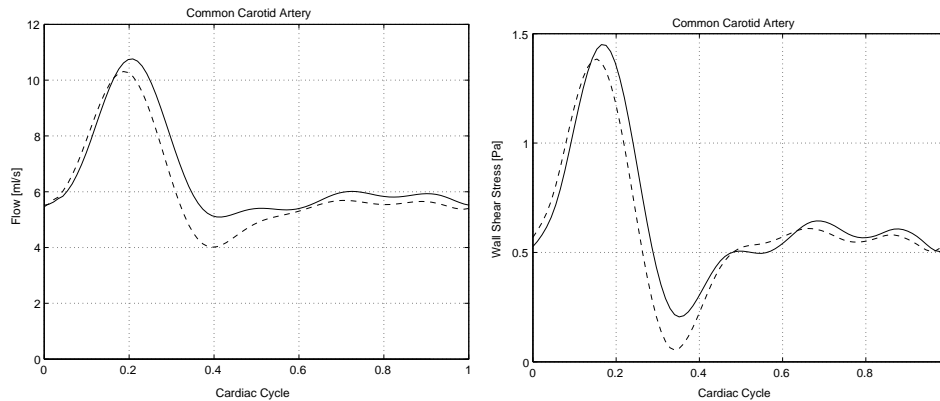 Common Carotid Artery
12
10
8
6
4
2
0
Flow [ml/s]
0 0.2 0.4 0.6 0.8 1
Cardiac Cycle
Common Carotid Artery
1.5
1
0.5
0
Wall Shear Stress [Pa]
0 0.2 0.4 0.6 0.8
Cardiac Cycle